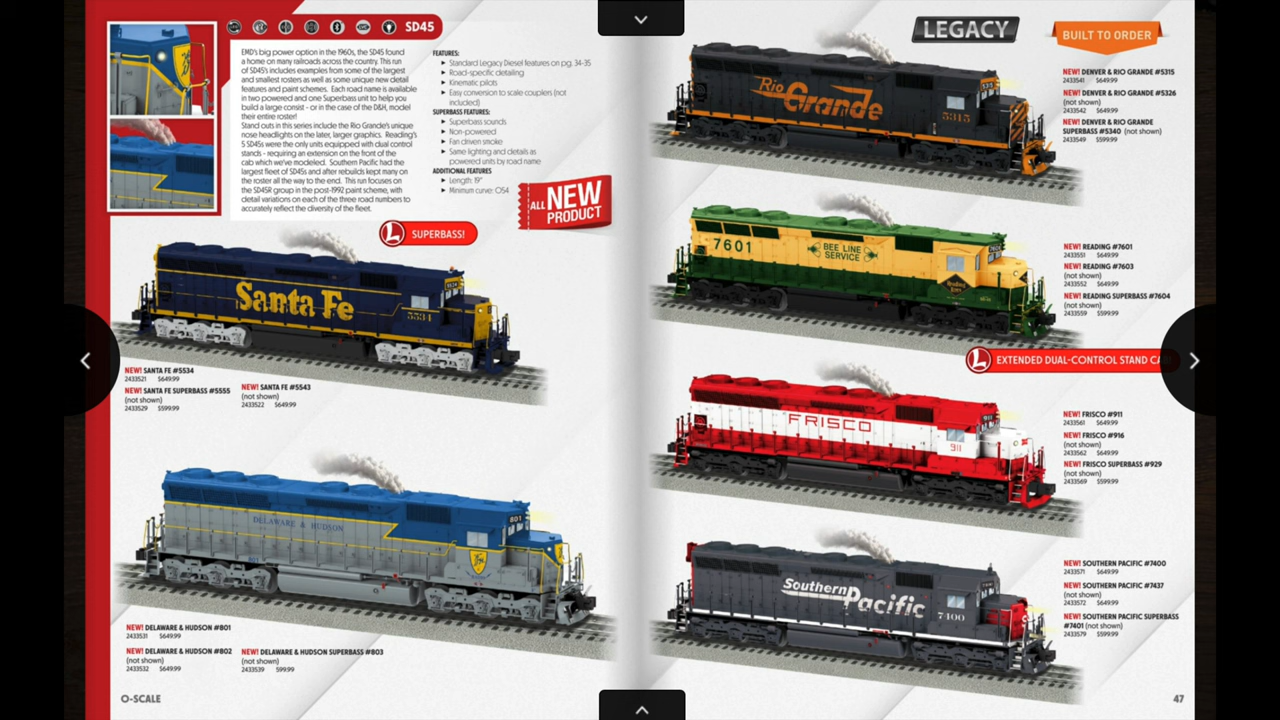 SD45
EMD's big power option in the 1960s, the SD45 found
a home on many railroads across the country. This run
of SD45's includes examples from some of the largest
and smallest rosters as well as some unique new detail
features and paint schemes. Each road name is available
in two powered and one Superbass unit to help you
build a large consist - or in the case of the D&H, model
their entire roster!
Stand outs in this series include the Rio Grande's unique
nose headlights on the later, larger graphics. Reading's
5 SD45s were the only units equipped with dual control
stands - requiring an extension on the front of the
cab which we've modeled. Southern Pacific had the
largest fleet of SD45s and after rebuilds kept many on
the roster all the way to the end. This run focuses on
the SD45R group in the post-1992 paint scheme, with
detail variations on each of the three road numbers to
accurately reflect the diversity of the fleet.
FEATURES:
▶ Standard Legacy Diesel features on pg. 34-35
▶ Road-specific detailing
▶ Kinematic pilots
▶ Easy conversion to scale couplers (not
included)
SUPERBASS FEATURES:
▶ Superbass sounds
▶ Non-powered
▶ Fan driven smoke
▶ Same lighting and details as
powered units by road name
ADDITIONAL FEATURES
▶ Length: 19"
▶ Minimum curve: O54
ALL NEW
PRODUCT
L SUPERBASS!
Santa Fe
5534
NEW! SANTA FE #5534
2433521 $649.99
NEW! SANTA FE SUPERBASS #5555
(not shown)
2433529 $599.99
NEW! SANTA FE #5543
(not shown)
2433522 $649.99
DELAWARE & HUDSON
801
801
NEW! DELAWARE & HUDSON #801
2433531 $649.99
NEW! DELAWARE & HUDSON #802
(not shown)
2433532 $649.99
NEW! DELAWARE & HUDSON SUPERBASS #803
(not shown)
2433539 $99.99
O-SCALE
LEGACY
BUILT TO ORDER
Rio
Grande
5315
NEW! DENVER & RIO GRANDE #5315
2433541 $649.99
NEW! DENVER & RIO GRANDE #5326
(not shown)
2433542 $649.99
NEW! DENVER & RIO GRANDE
SUPERBASS #5340 (not shown)
2433549 $599.99
7601
BEE LINE
SERVICE
NEW! READING #7601
2433551 $649.99
NEW! READING #7603
(not shown)
2433552 $649.99
NEW! READING SUPERBASS #7604
(not shown)
2433559 $599.99
L EXTENDED DUAL-CONTROL STAND CA
FRISCO
911
911
NEW! FRISCO #911
2433561 $649.99
NEW! FRISCO #916
(not shown)
2433562 $649.99
NEW! FRISCO SUPERBASS #929
(not shown)
2433569 $599.99
Southern
Pacific
7400
NEW! SOUTHERN PACIFIC #7400
2433571 $649.99
NEW! SOUTHERN PACIFIC #7437
(not shown)
2433572 $649.99
NEW! SOUTHERN PACIFIC SUPERBASS
#7401 (not shown)
2433579 $599.99
47